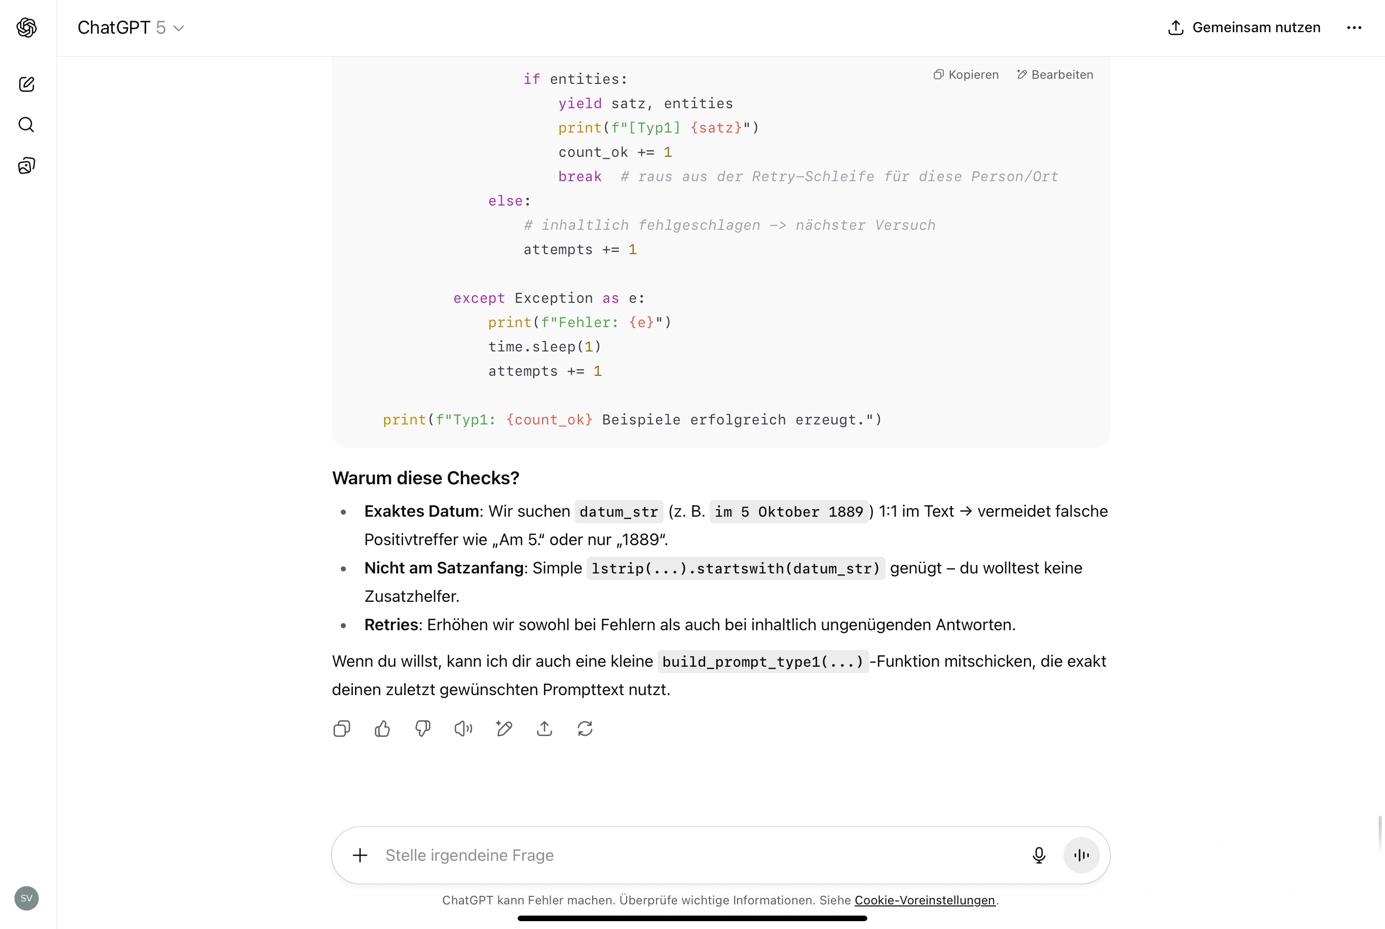 ChatGPT 5
Gemeinsam nutzen
Kopieren
Bearbeiten
if entities:
yield satz, entities
print(f"[Typ1] {satz}")
count_ok += 1
break  # raus aus der Retry-Schleife für diese Person/Ort
else:
# inhaltlich fehlgeschlagen -> nächster Versuch
attempts += 1
except Exception as e:
print(f"Fehler: {e}")
time.sleep(1)
attempts += 1
print(f"Typ1: {count_ok} Beispiele erfolgreich erzeugt.")
Warum diese Checks?
• Exaktes Datum: Wir suchen datum_str (z. B. im 5 Oktober 1889) 1:1 im Text → vermeidet falsche
Positivtreffer wie „Am 5.“ oder nur „1889“.
• Nicht am Satzanfang: Simple lstrip(...).startswith(datum_str) genügt – du wolltest keine
Zusatzhelfer.
• Retries: Erhöhen wir sowohl bei Fehlern als auch bei inhaltlich ungenügenden Antworten.
Wenn du willst, kann ich dir auch eine kleine build_prompt_type1(...)-Funktion mitschicken, die exakt
deinen zuletzt gewünschten Prompttext nutzt.
Stelle irgendeine Frage
SV
ChatGPT kann Fehler machen. Überprüfe wichtige Informationen. Siehe Cookie-Voreinstellungen.